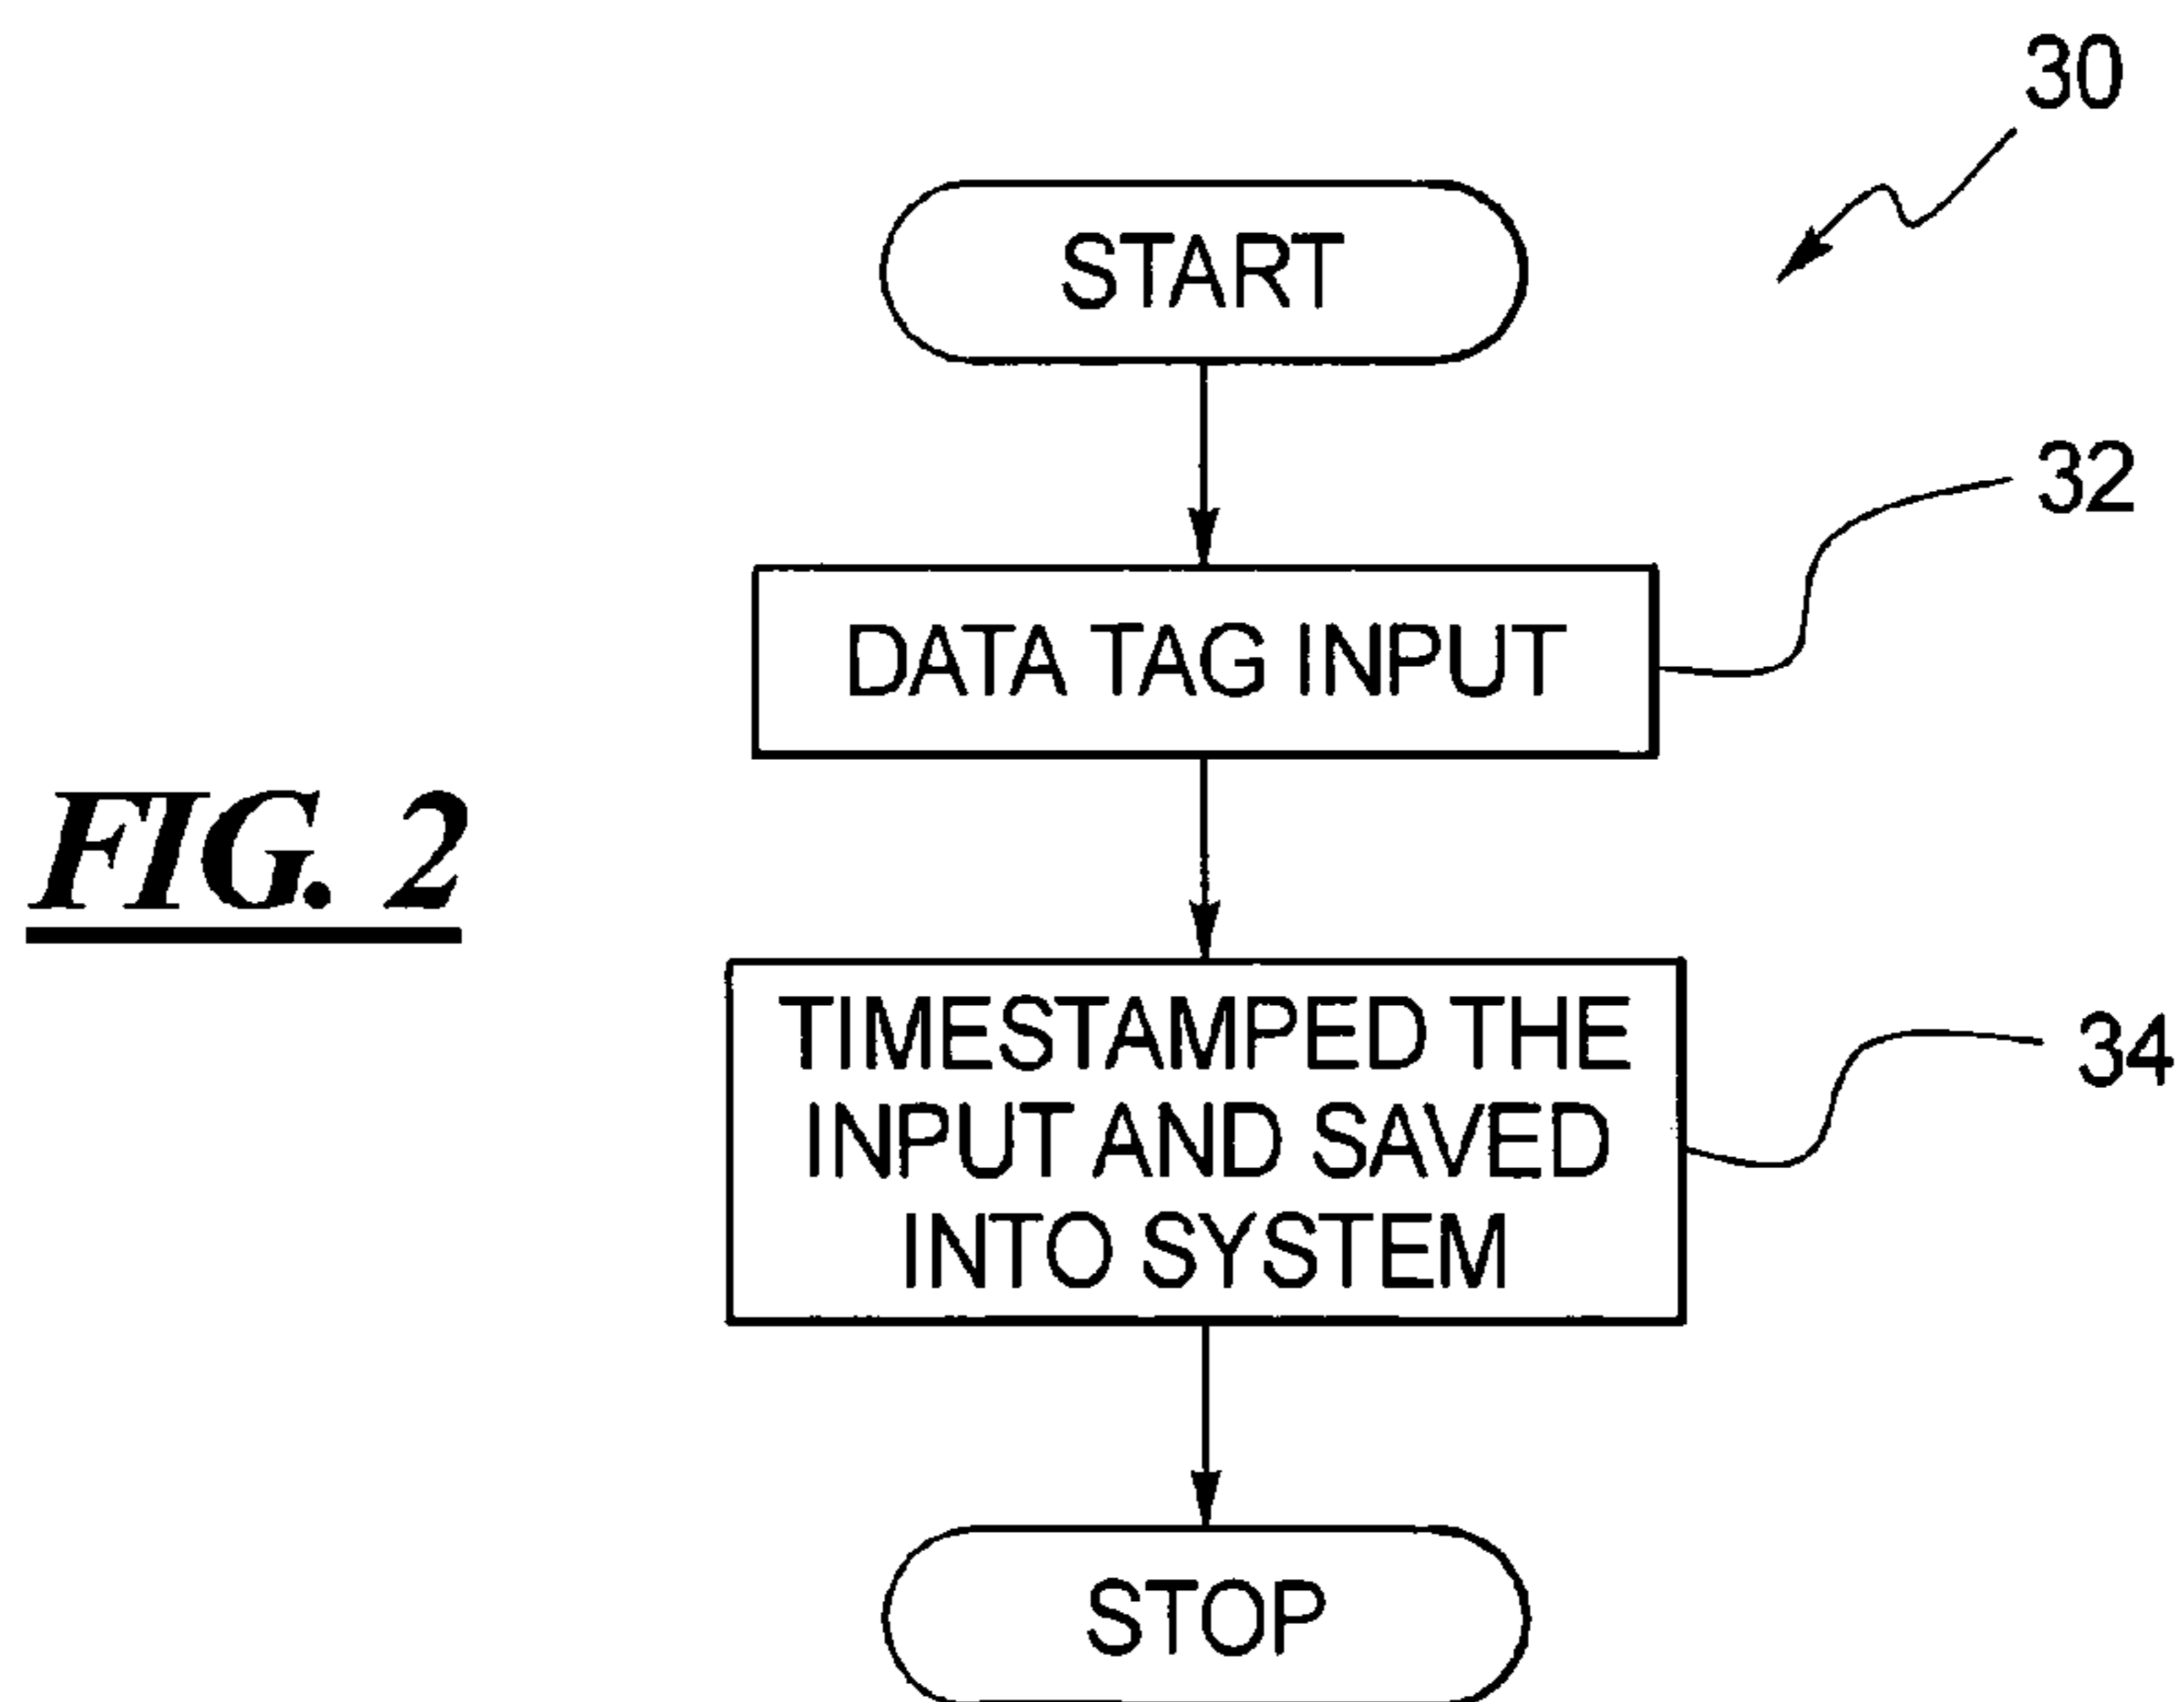 30
START
32
DATA TAG INPUT
FIG. 2
34
TIMESTAMPED THE
INPUT AND SAVED
INTO SYSTEM
STOP